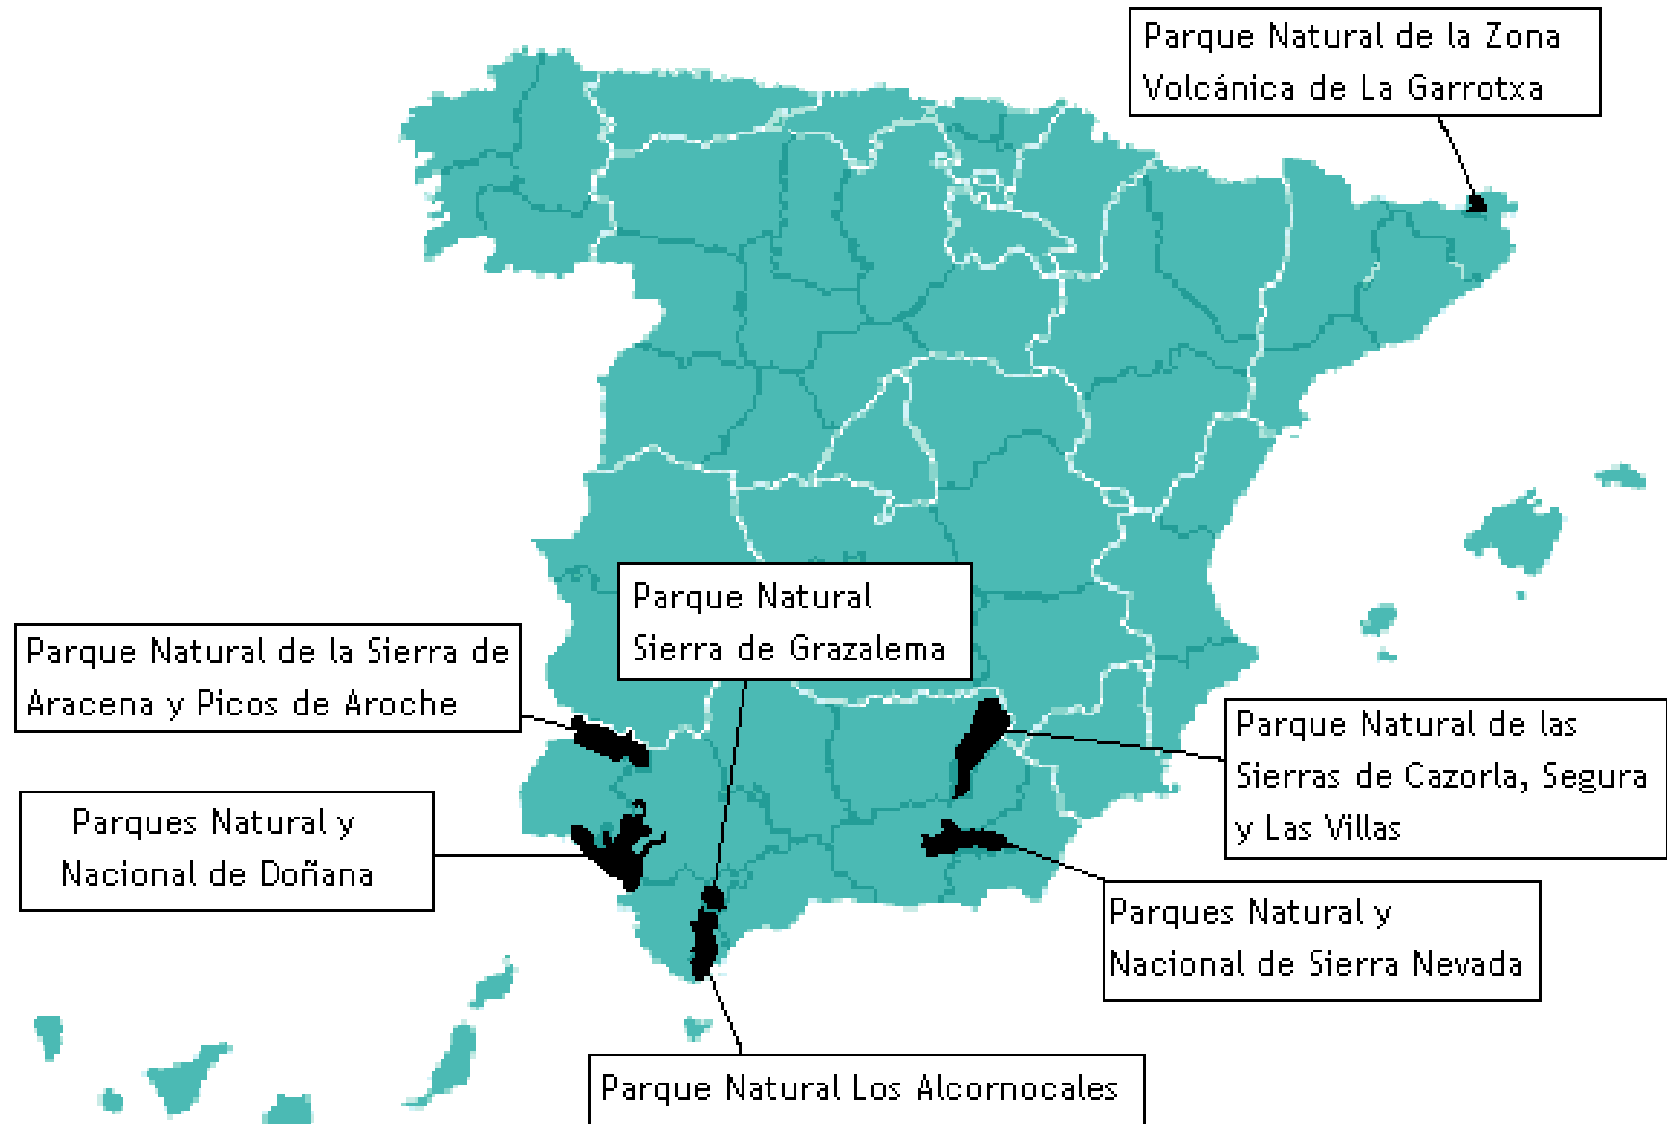 Parque Natural de la Zona
Volcánica de La Garrotxa
Parque Natural
Sierra de Grazalema
Parque Natural de la Sierra de
Aracena y Picos de Aroche
Parque Natural de las
Sierras de Cazorla, Segura
y Las Villas
Parques Natural y
Nacional de Doñana
Parques Natural y
Nacional de Sierra Nevada
Parque Natural Los Alcornocales